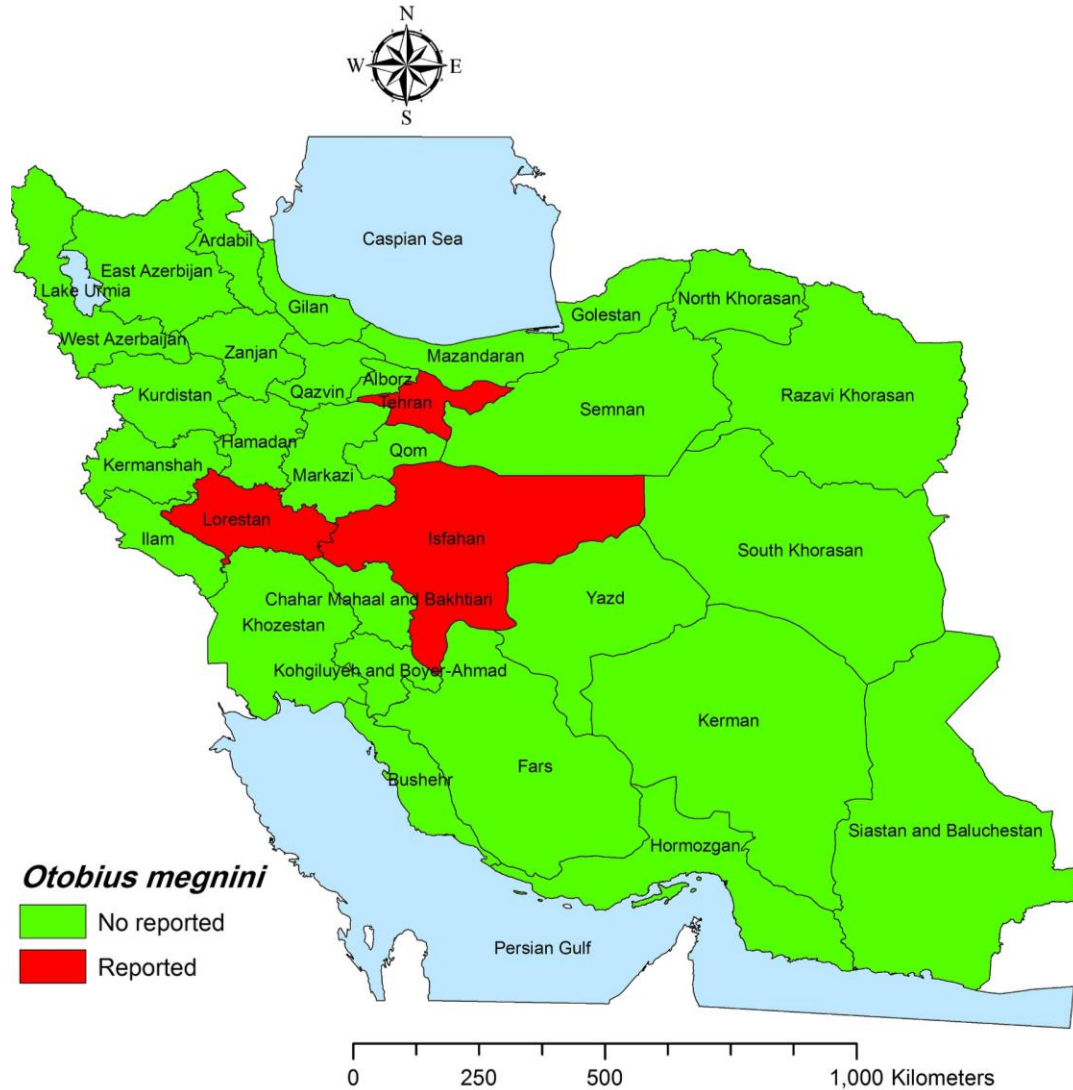 N
W E
S
Caspian Sea
Ardabil
East Azerbijan
Lake Urmia
Gilan
North Khorasan
Golestan
West Azerbaijan
Zanjan
Mazandaran
Alborz
Qazvin
Tehran
Kurdistan
Semnan
Razavi Khorasan
Hamadan
Qom
Kermanshah
Markazi
Lorestan
Ilam
Isfahan
South Khorasan
Chahar Mahaal and Bakhtiari
Yazd
Khozestan
Kohgiluyeh and Boyer-Ahmad
Kerman
Fars
Bushehr
Siastan and Baluchestan
Hormozgan
Otobius megnini
No reported
Reported
Persian Gulf
0 250 500 1,000 Kilometers